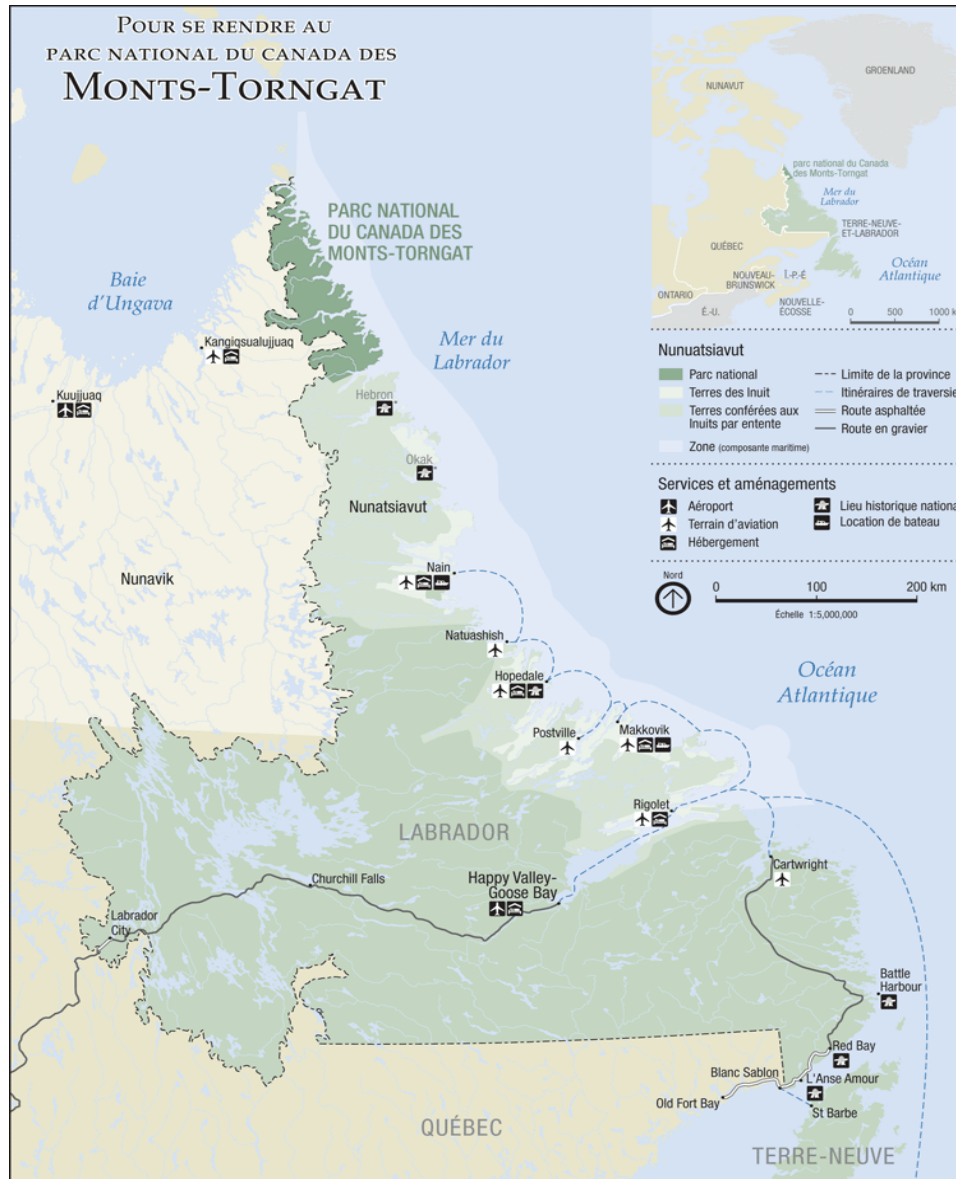 POUR SE RENDRE AU
PARC NATIONAL DU CANADA DES
MONTS-TORNGAT
GROENLAND
NUNAVUT
parc national du Canada
des Monts-Torngat
Mer du
Labrador
TERRE-NEUVE-
ET-LABRADOR
QUÉBEC
Océan
Atlantique
NOUVEAU-
BRUNSWICK
Î.-P.-É
ONTARIO
É.-U.
NOUVELLE-
ÉCOSSE
0 500 1000 k
PARC NATIONAL
DU CANADA DES
MONTS-TORNGAT
Baie
d'Ungava
Mer du
Labrador
Kangiqsualujjuaq
Kuujjuaq
Hebron
Okak
Nunatsiavut
Nunavik
Nain
Natuashish
Hopedale
Postville
Makkovik
Rigolet
LABRADOR
Churchill Falls
Happy Valley-
Goose Bay
Labrador
City
Cartwright
Battle
Harbour
Red Bay
Blanc Sablon
L'Anse Amour
Old Fort Bay
St Barbe
QUÉBEC
TERRE-NEUVE
Océan
Atlantique
Nunuatsiavut
Parc national
Terres des Inuit
Terres conférées aux
Inuits par entente
Zone (composante maritime)
Limite de la province
Itinéraires de traversie
Route asphaltée
Route en gravier
Services et aménagements
Aéroport
Terrain d'aviation
Hébergement
Lieu historique nationa
Location de bateau
Nord
0 100 200 km
Échelle 1:5,000,000